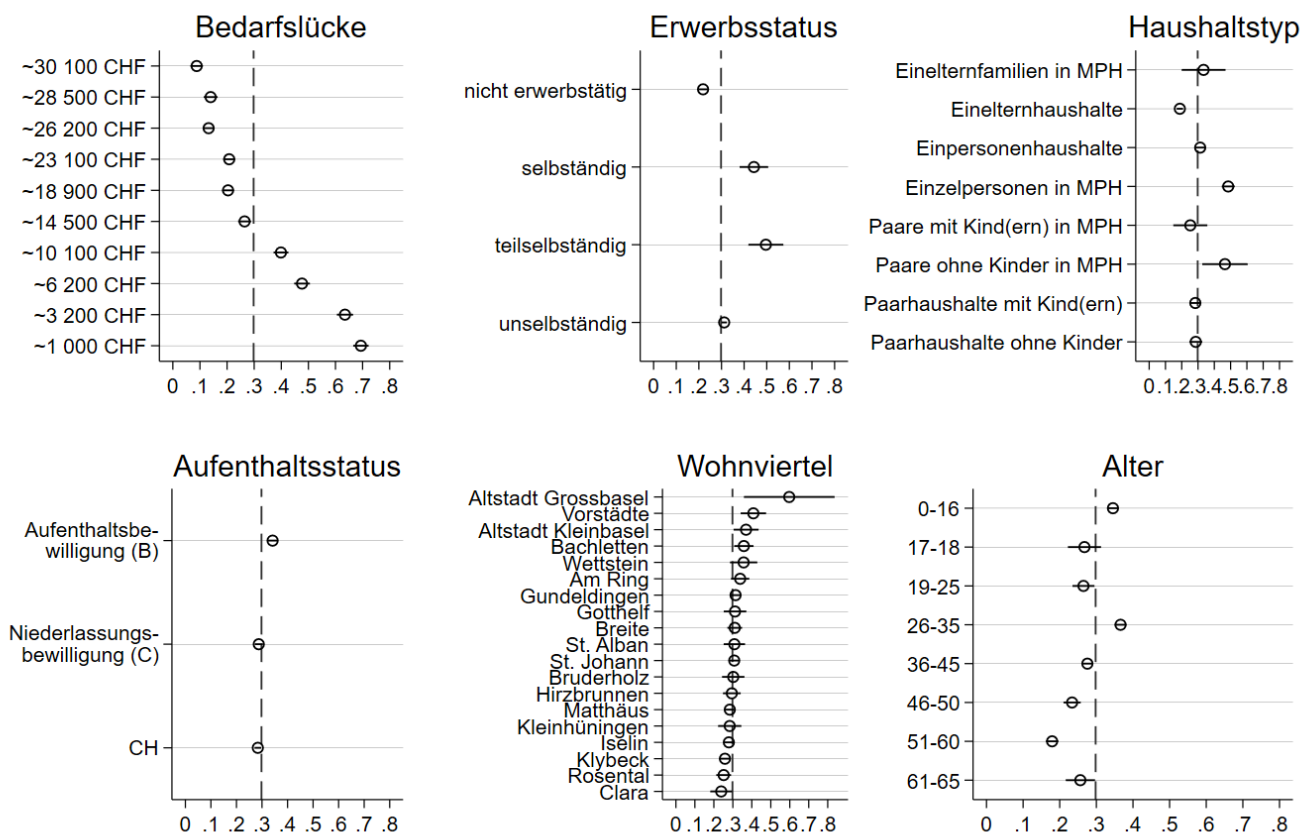 Bedarfslücke
~30 100 CHF
~28 500 CHF
~26 200 CHF
~23 100 CHF
~18 900 CHF
~14 500 CHF
~10 100 CHF
~6 200 CHF
~3 200 CHF
~1 000 CHF
0 .1 .2 .3 .4 .5 .6 .7 .8
Erwerbsstatus
nicht erwerbstätig
selbständig
teilselbständig
unselbständig
0 .1 .2 .3 .4 .5 .6 .7 .8
Haushaltstyp
Einelternfamilien in MPH
Einelternhaushalte
Einpersonenhaushalte
Einzelpersonen in MPH
Paare mit Kind(ern) in MPH
Paare ohne Kinder in MPH
Paarhaushalte mit Kind(ern)
Paarhaushalte ohne Kinder
0 .1 .2 .3 .4 .5 .6 .7 .8
Aufenthaltsstatus
Aufenthaltsbe-
willigung (B)
Niederlassungs-
bewilligung (C)
CH
0 .1 .2 .3 .4 .5 .6 .7 .8
Wohnviertel
Altstadt Grossbasel
Vorstädte
Altstadt Kleinbasel
Bachletten
Wettstein
Am Ring
Gundeldingen
Gotthelf
Breite
St. Alban
St. Johann
Bruderholz
Hirzbrunnen
Matthäus
Kleinhüningen
Iselin
Klybeck
Rosental
Clara
0 .1 .2 .3 .4 .5 .6 .7 .8
Alter
0-16
17-18
19-25
26-35
36-45
46-50
51-60
61-65
0 .1 .2 .3 .4 .5 .6 .7 .8